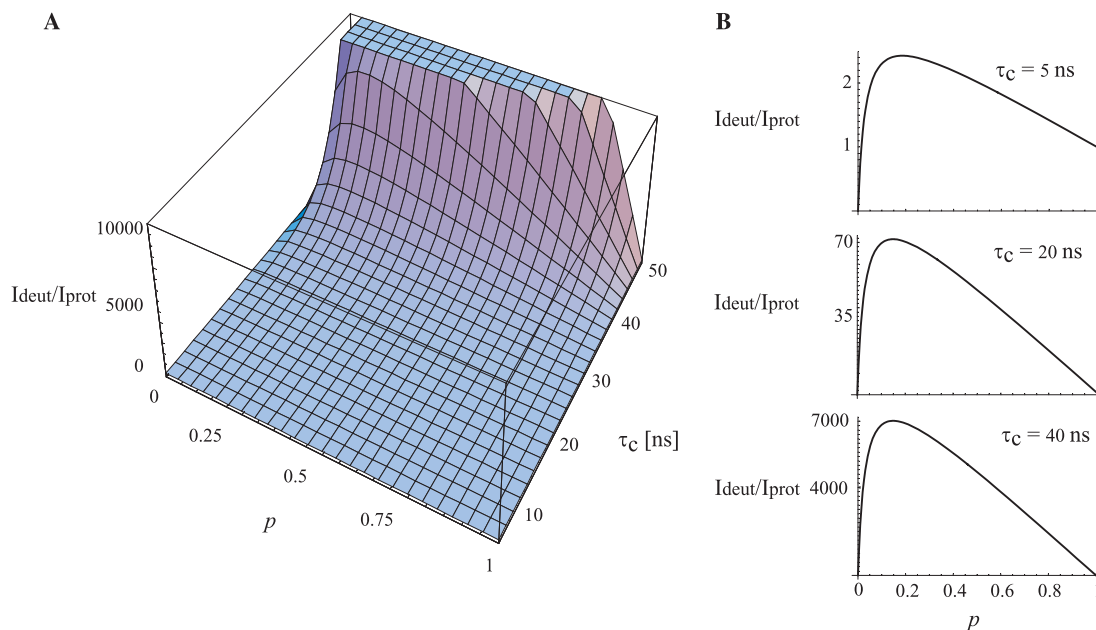 A
Ideut/Iprot
10000
5000
0
0
0.25
0.5
0.75
1
p
10
20
30
40
50
τc [ns]
B
Ideut/Iprot
2
1
τc = 5 ns
Ideut/Iprot
70
35
τc = 20 ns
Ideut/Iprot
7000
4000
τc = 40 ns
0 0.2 0.4 0.6 0.8
p